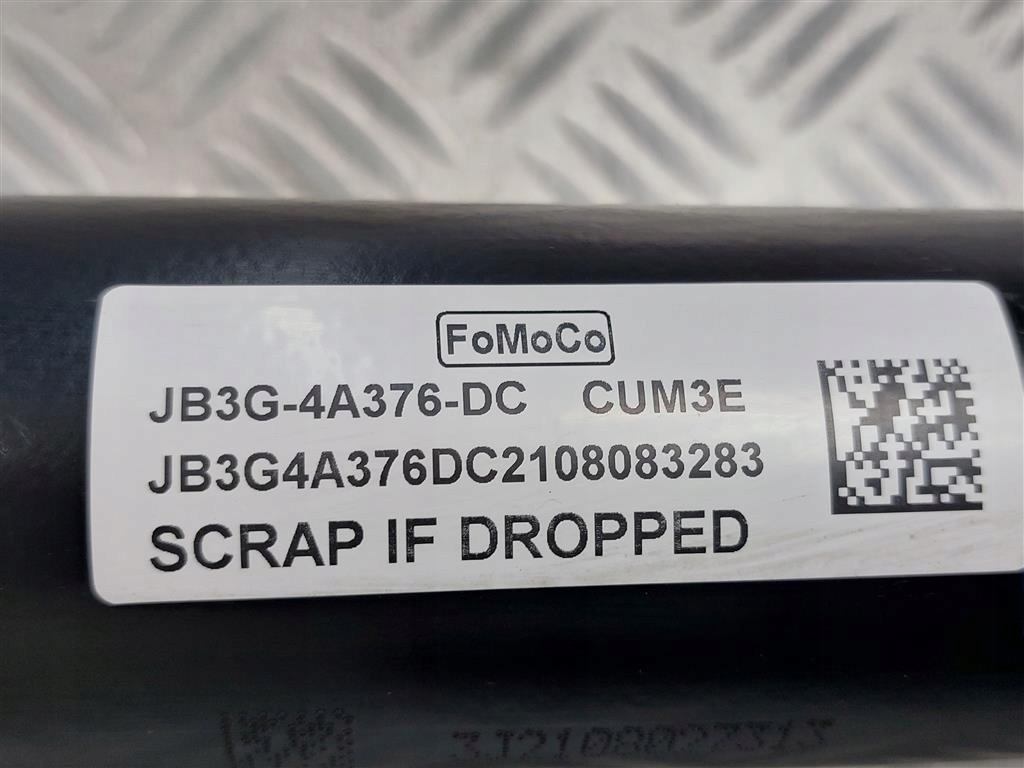 FoMoCo
JB3G-4A376-DC CUM3E
JB3G4A376DC2108083283
SCRAP IF DROPPED